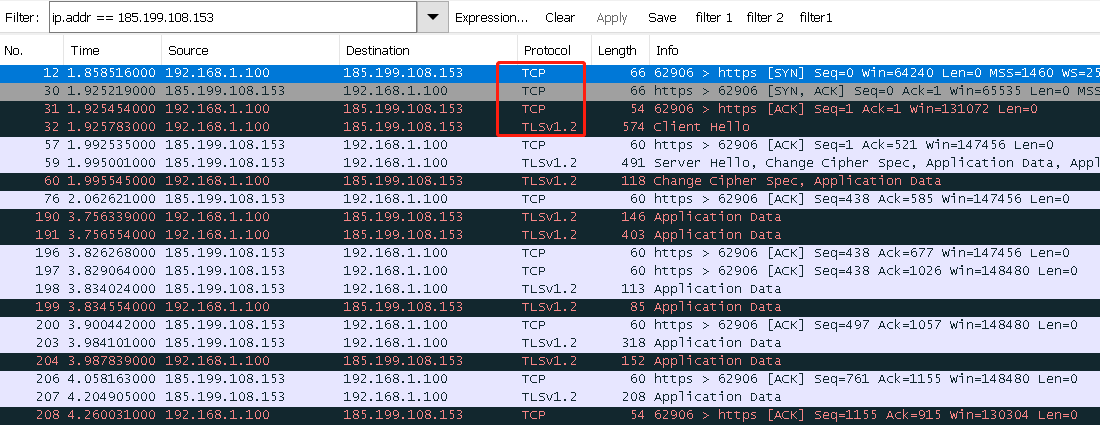 Filter: ip.addr == 185.199.108.153 Expression... Clear Apply Save filter 1 filter 2 filter1
No. Time Source Destination Protocol Length Info
12 1.858516000 192.168.1.100 185.199.108.153 TCP 66 62906 > https [SYN] Seq=0 Win=64240 Len=0 MSS=1460 WS=25
30 1.925219000 185.199.108.153 192.168.1.100 TCP 66 https > 62906 [SYN, ACK] Seq=0 Ack=1 Win=65535 Len=0 MSS
31 1.925454000 192.168.1.100 185.199.108.153 TCP 54 62906 > https [ACK] Seq=1 Ack=1 Win=131072 Len=0
32 1.925783000 192.168.1.100 185.199.108.153 TLSv1.2 574 Client Hello
57 1.992535000 185.199.108.153 192.168.1.100 TCP 60 https > 62906 [ACK] Seq=1 Ack=521 Win=147456 Len=0
59 1.995001000 185.199.108.153 192.168.1.100 TLSv1.2 491 Server Hello, Change Cipher Spec, Application Data, Appl
60 1.995545000 192.168.1.100 185.199.108.153 TLSv1.2 118 Change Cipher Spec, Application Data
76 2.062621000 185.199.108.153 192.168.1.100 TCP 60 https > 62906 [ACK] Seq=438 Ack=585 Win=147456 Len=0
190 3.756339000 192.168.1.100 185.199.108.153 TLSv1.2 146 Application Data
191 3.756554000 192.168.1.100 185.199.108.153 TLSv1.2 403 Application Data
196 3.826268000 185.199.108.153 192.168.1.100 TCP 60 https > 62906 [ACK] Seq=438 Ack=677 Win=147456 Len=0
197 3.829064000 185.199.108.153 192.168.1.100 TCP 60 https > 62906 [ACK] Seq=438 Ack=1026 Win=148480 Len=0
198 3.834024000 185.199.108.153 192.168.1.100 TLSv1.2 113 Application Data
199 3.834554000 192.168.1.100 185.199.108.153 TLSv1.2 85 Application Data
200 3.900442000 185.199.108.153 192.168.1.100 TCP 60 https > 62906 [ACK] Seq=497 Ack=1057 Win=148480 Len=0
203 3.984101000 185.199.108.153 192.168.1.100 TLSv1.2 318 Application Data
204 3.987839000 192.168.1.100 185.199.108.153 TLSv1.2 152 Application Data
206 4.058163000 185.199.108.153 192.168.1.100 TCP 60 https > 62906 [ACK] Seq=761 Ack=1155 Win=148480 Len=0
207 4.204905000 185.199.108.153 192.168.1.100 TLSv1.2 208 Application Data
208 4.260031000 192.168.1.100 185.199.108.153 TCP 54 62906 > https [ACK] Seq=1155 Ack=915 Win=130304 Len=0